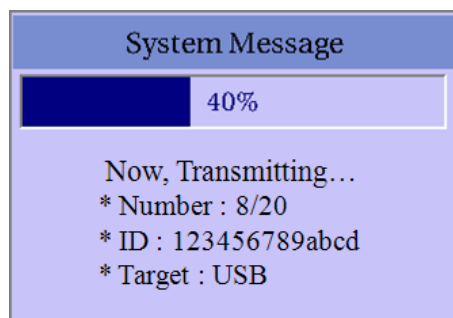 System Message
40%
Now, Transmitting…
* Number : 8/20
* ID : 123456789abcd
* Target : USB